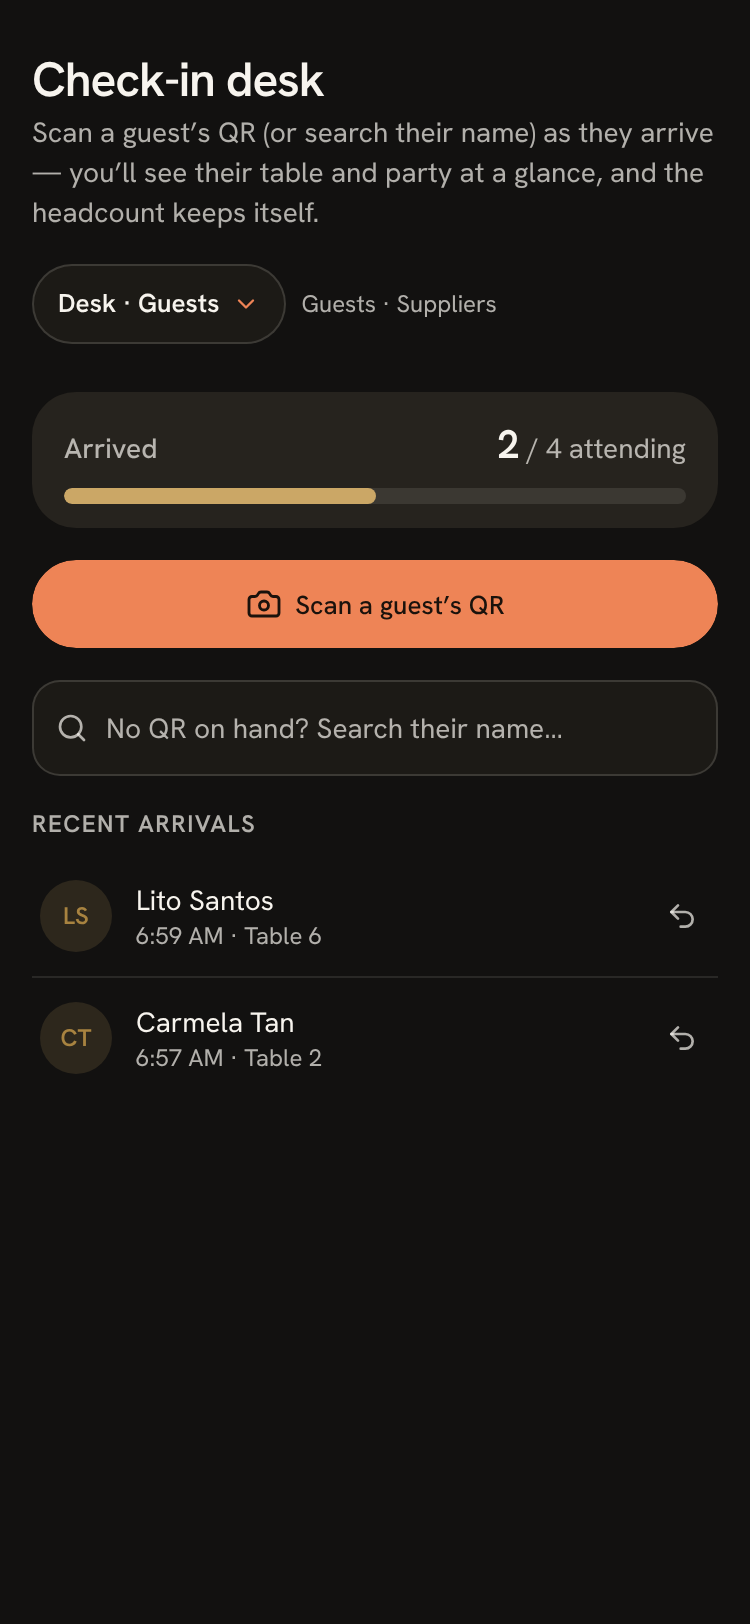 Check-in desk
Scan a guest’s QR (or search their name) as they arrive
— you’ll see their table and party at a glance, and the
headcount keeps itself.
Desk · Guests
Guests · Suppliers
Arrived
2 / 4 attending
Scan a guest’s QR
No QR on hand? Search their name…
RECENT ARRIVALS
LS
Lito Santos
6:59 AM · Table 6
CT
Carmela Tan
6:57 AM · Table 2